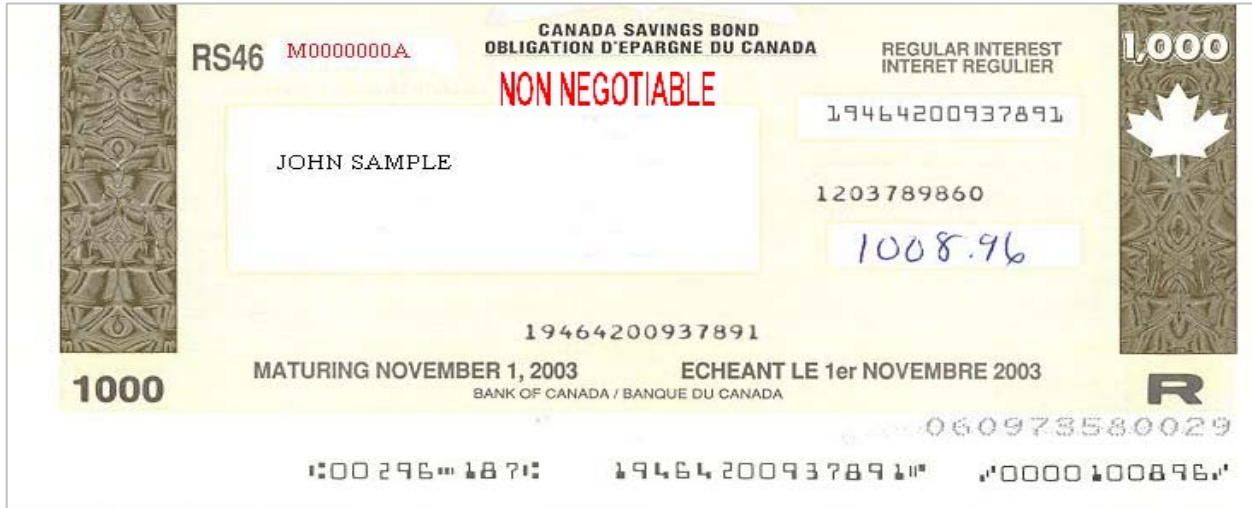 CANADA SAVINGS BOND
OBLIGATION D'EPARGNE DU CANADA
RS46 M0000000A
REGULAR INTEREST
INTERET REGULIER
1,000
NON NEGOTIABLE
19464200937891
JOHN SAMPLE
1203789860
1008.96
19464200937891
MATURING NOVEMBER 1, 2003 ECHEANT LE 1er NOVEMBRE 2003
BANK OF CANADA / BANQUE DU CANADA
1000
R
060973580029
⑆00296⑉187⑆ 19464200937891⑈ ⑇0000100896⑇